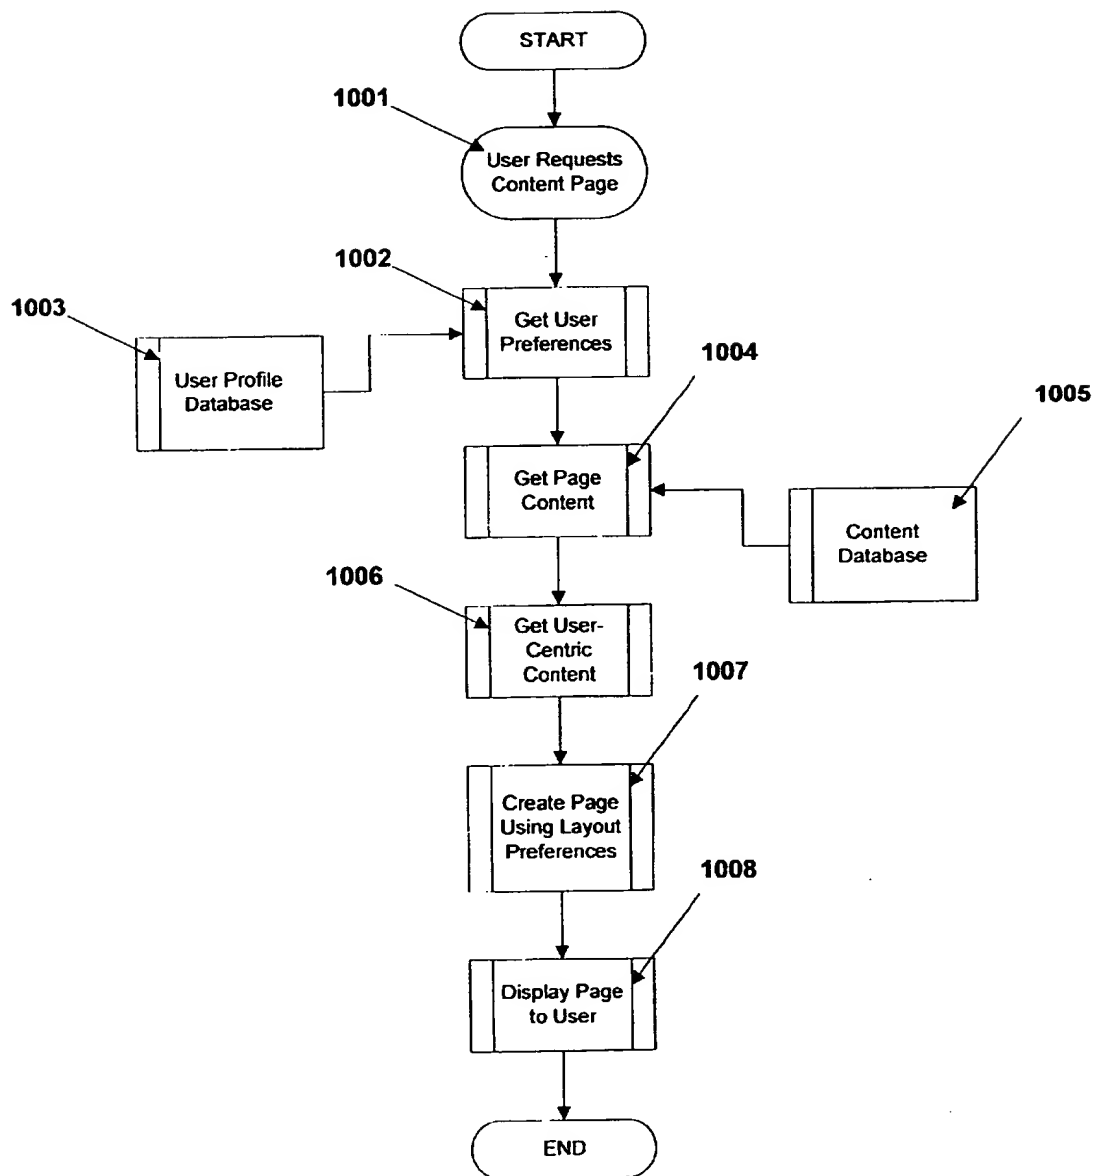 START
1001
User Requests
Content Page
1002
Get User
Preferences
1003
User Profile
Database
1004
Get Page
Content
1005
Content
Database
1006
Get User-
Centric
Content
1007
Create Page
Using Layout
Preferences
1008
Display Page
to User
END